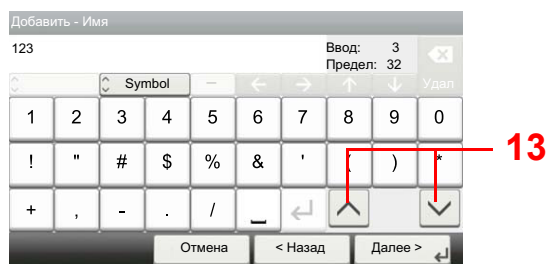 Добавить - Имя
123
Ввод: 3
Предел: 32
Symbol
Удал
1 2 3 4 5 6 7 8 9 0
! " # $ % & ' ( ) *
+ , - . / _
13
Отмена < Назад Далее >